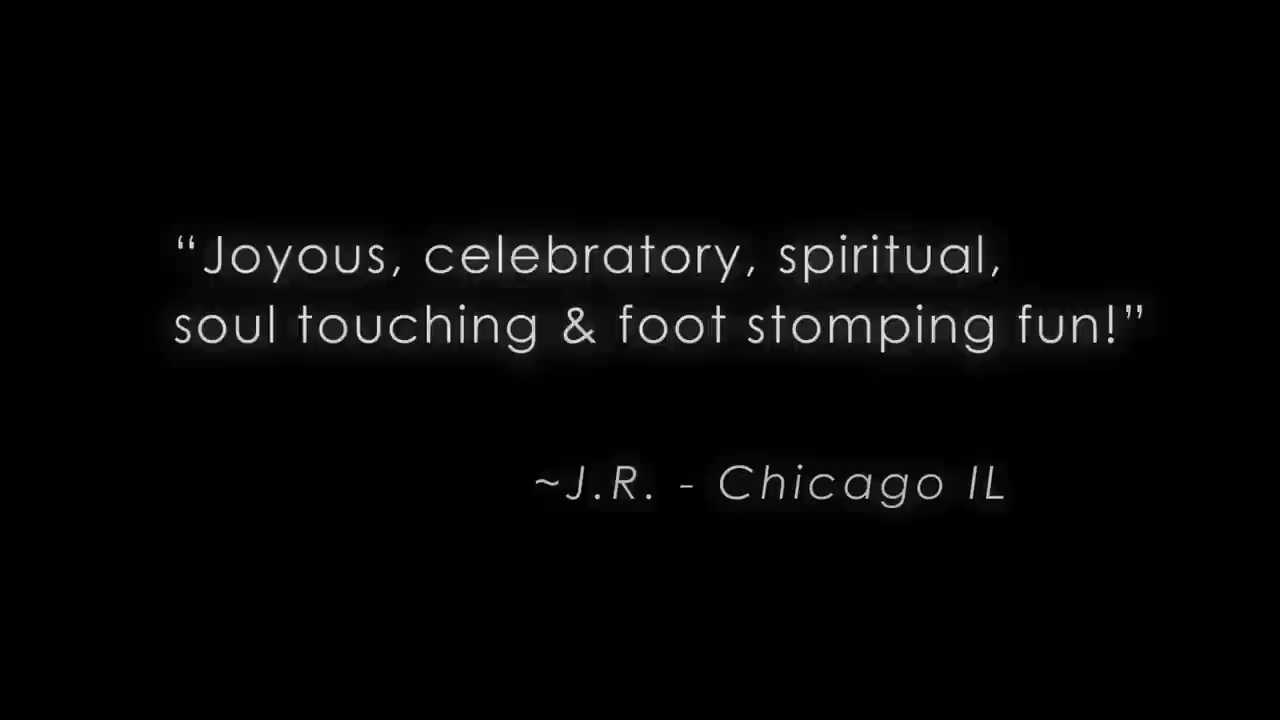 “Joyous, celebratory, spiritual,
soul touching & foot stomping fun!”
~J.R. - Chicago IL